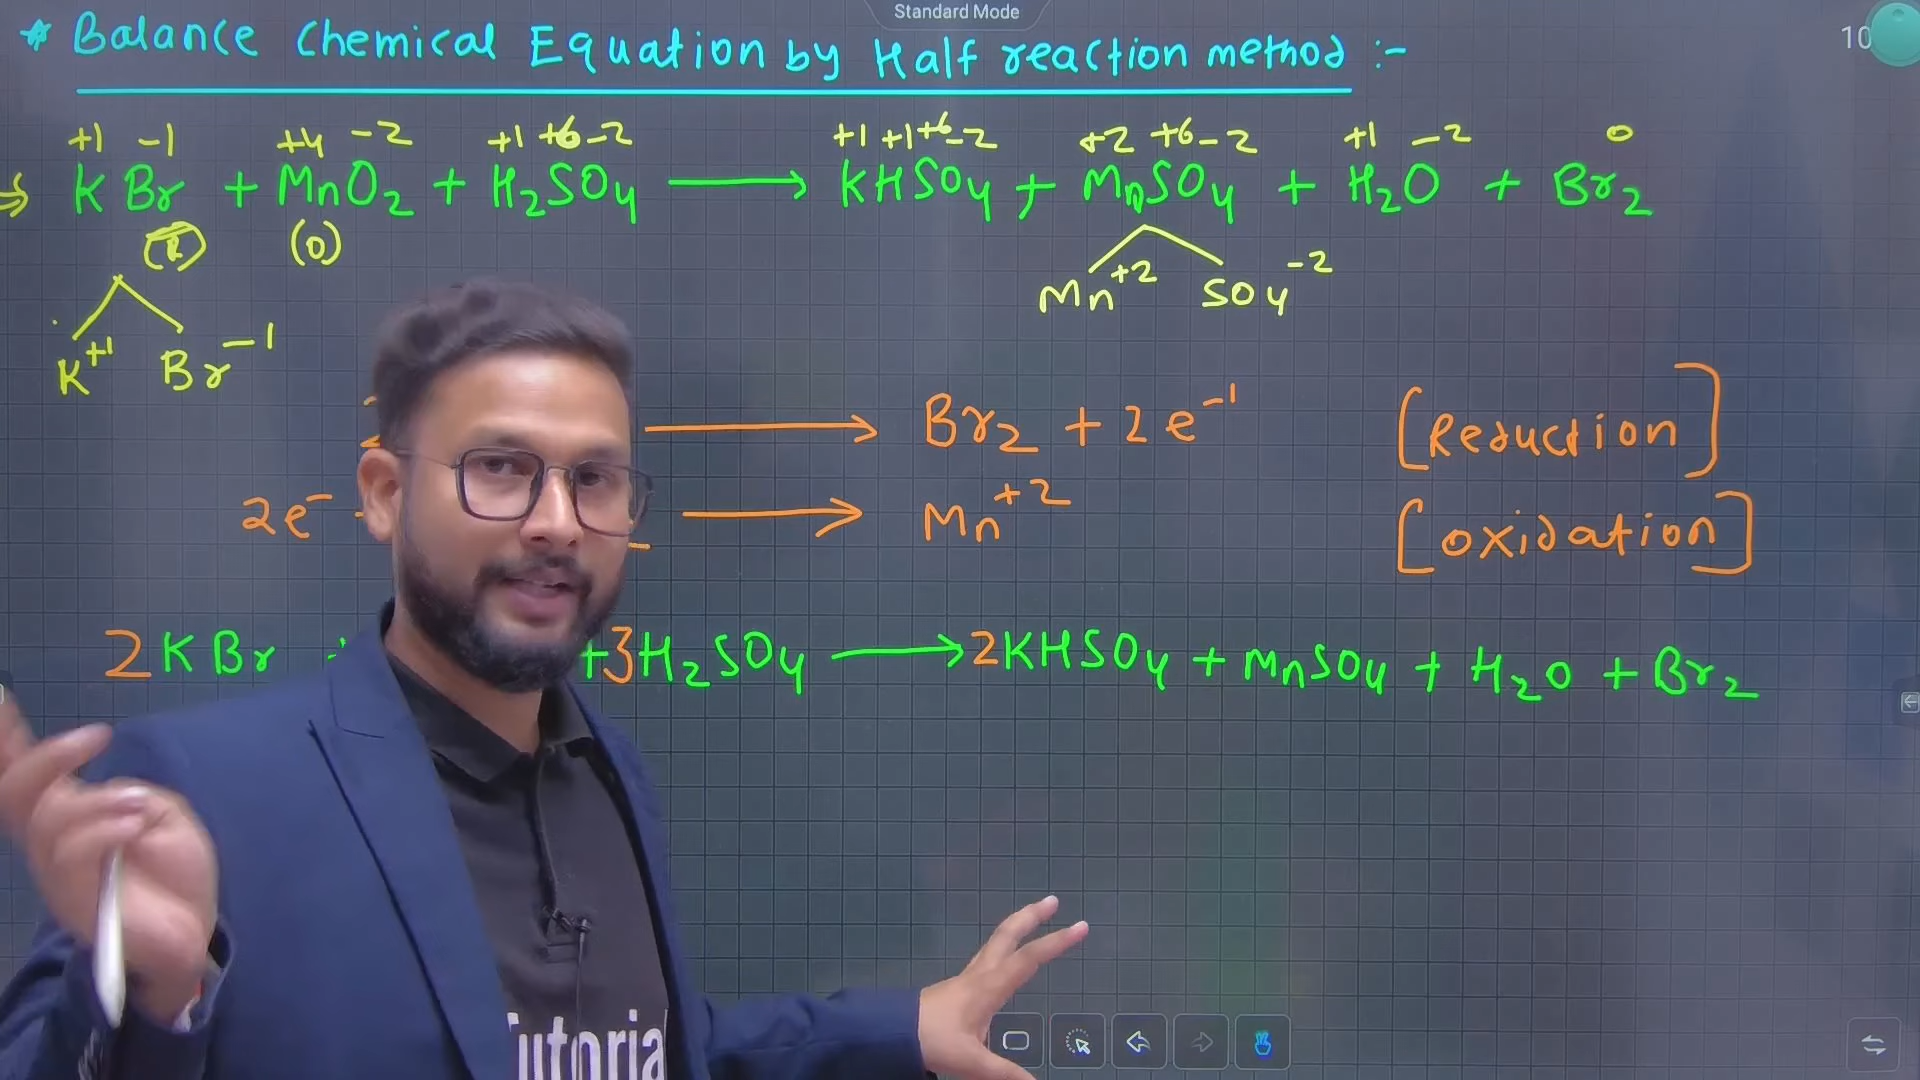 Standard Mode
* Balance Chemical Equation by Half reaction method :-
10
+1 -1 +4 -2 +1 +6 -2 +1 +1 +6 -2 +2 +6 -2 +1 -2 0
⇒ KBr + MnO₂ + H₂SO₄ ⟶ KHSO₄ + MnSO₄ + H₂O + Br₂
(R) (O)
Mn⁺² SO₄⁻²
K⁺¹ Br⁻¹
⟶ Br₂ + 2e⁻¹ [Reduction]
2e⁻ ⟶ Mn⁺² [Oxidation]
2KBr + 3H₂SO₄ ⟶ 2KHSO₄ + MnSO₄ + H₂O + Br₂
utoria